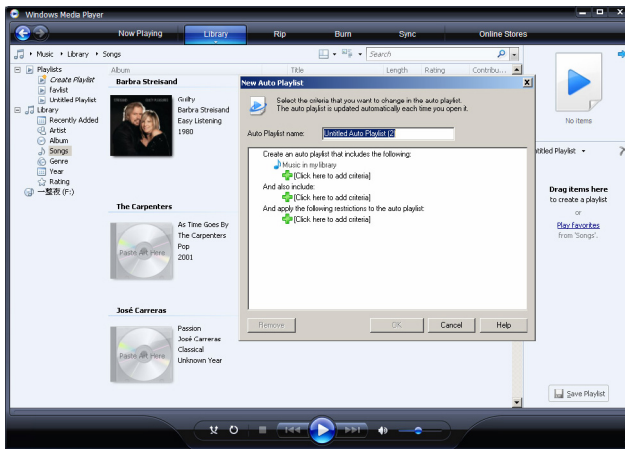 Windows Media Player
Now Playing
Library
Rip
Burn
Sync
Online Stores
Music
Library
Songs
Search
Playlists
Create Playlist
favlist
Untitled Playlist
Library
Recently Added
Artist
Album
Songs
Genre
Year
Rating
一整夜 (F:)
Album
Title
Length
Rating
Contribu...
Barbra Streisand
Guilty
Barbra Streisand
Easy Listening
1980
The Carpenters
Paste Art Here
As Time Goes By
The Carpenters
Pop
2001
José Carreras
Paste Art Here
Passion
José Carreras
Classical
Unknown Year
New Auto Playlist
Select the criteria that you want to change in the auto playlist.
The auto playlist is updated automatically each time you open it.
Auto Playlist name:
Untitled Auto Playlist (2)
Create an auto playlist that includes the following:
Music in my library
[Click here to add criteria]
And also include:
[Click here to add criteria]
And apply the following restrictions to the auto playlist:
[Click here to add criteria]
Remove
OK
Cancel
Help
No items
ntitled Playlist
Drag items here
to create a playlist
or
Play favorites
from 'Songs'.
Save Playlist